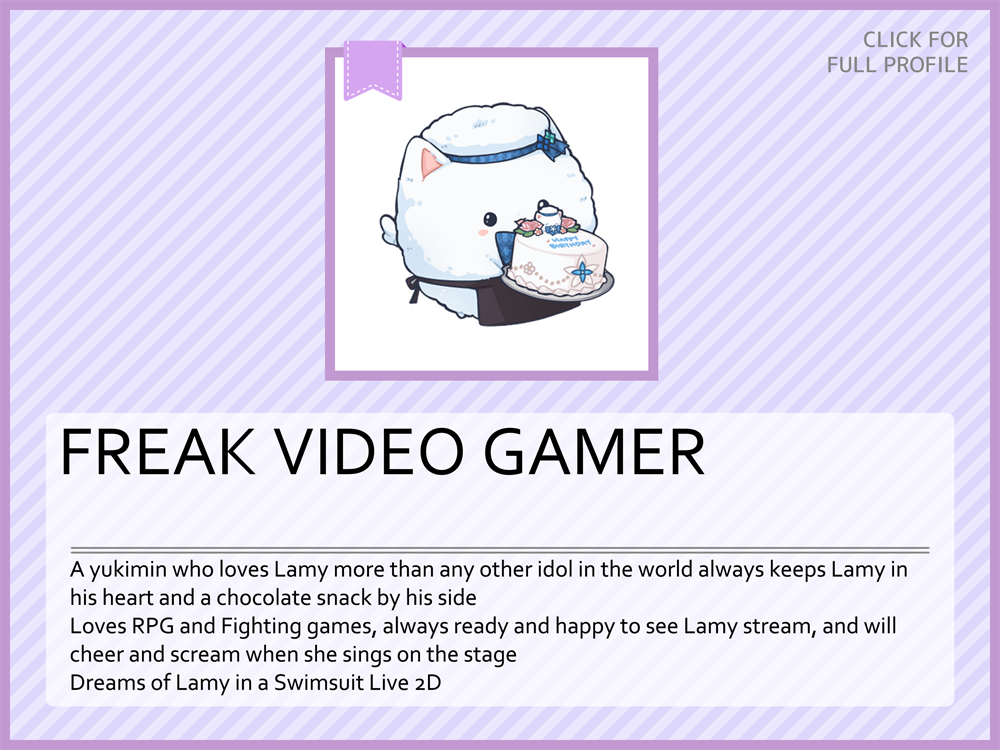 CLICK FOR
FULL PROFILE
HAPPY
BIRTHDAY
FREAK VIDEO GAMER
A yukimin who loves Lamy more than any other idol in the world always keeps Lamy in
his heart and a chocolate snack by his side
Loves RPG and Fighting games, always ready and happy to see Lamy stream, and will
cheer and scream when she sings on the stage
Dreams of Lamy in a Swimsuit Live 2D